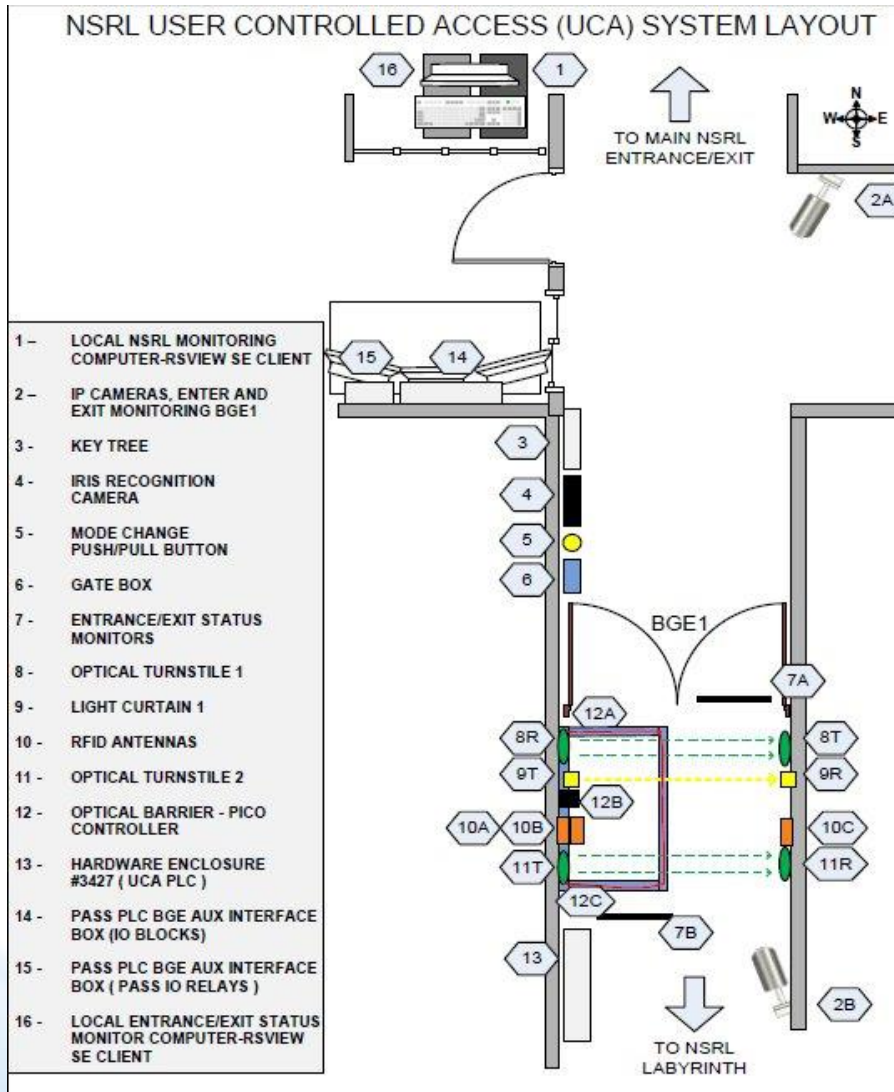 NSRL USER CONTROLLED ACCESS (UCA) SYSTEM LAYOUT
16
1
TO MAIN NSRL
ENTRANCE/EXIT
N
W E
S
2A
1 – LOCAL NSRL MONITORING
COMPUTER-RSVIEW SE CLIENT
2 – IP CAMERAS, ENTER AND
EXIT MONITORING BGE1
3 - KEY TREE
4 - IRIS RECOGNITION
CAMERA
5 - MODE CHANGE
PUSH/PULL BUTTON
6 - GATE BOX
7 - ENTRANCE/EXIT STATUS
MONITORS
8 - OPTICAL TURNSTILE 1
9 - LIGHT CURTAIN 1
10 - RFID ANTENNAS
11 - OPTICAL TURNSTILE 2
12 - OPTICAL BARRIER - PICO
CONTROLLER
13 - HARDWARE ENCLOSURE
#3427 ( UCA PLC )
14 - PASS PLC BGE AUX INTERFACE
BOX (IO BLOCKS)
15 - PASS PLC BGE AUX INTERFACE
BOX ( PASS IO RELAYS )
16 - LOCAL ENTRANCE/EXIT STATUS
MONITOR COMPUTER-RSVIEW
SE CLIENT
15
14
3
4
5
6
BGE1
7A
12A
8R
8T
9T
9R
12B
10A
10B
10C
11T
11R
12C
7B
13
2B
TO NSRL
LABYRINTH